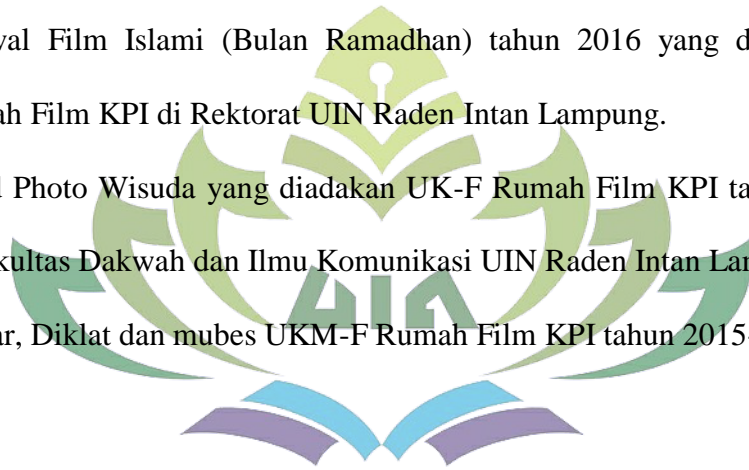 val Film Islami (Bulan Ramadhan) tahun 2016 yang d
ah Film KPI di Rektorat UIN Raden Intan Lampung.
Photo Wisuda yang diadakan UK-F Rumah Film KPI ta
kultas Dakwah dan Ilmu Komunikasi UIN Raden Intan Lan
ar, Diklat dan mubes UKM-F Rumah Film KPI tahun 2015-
UIN